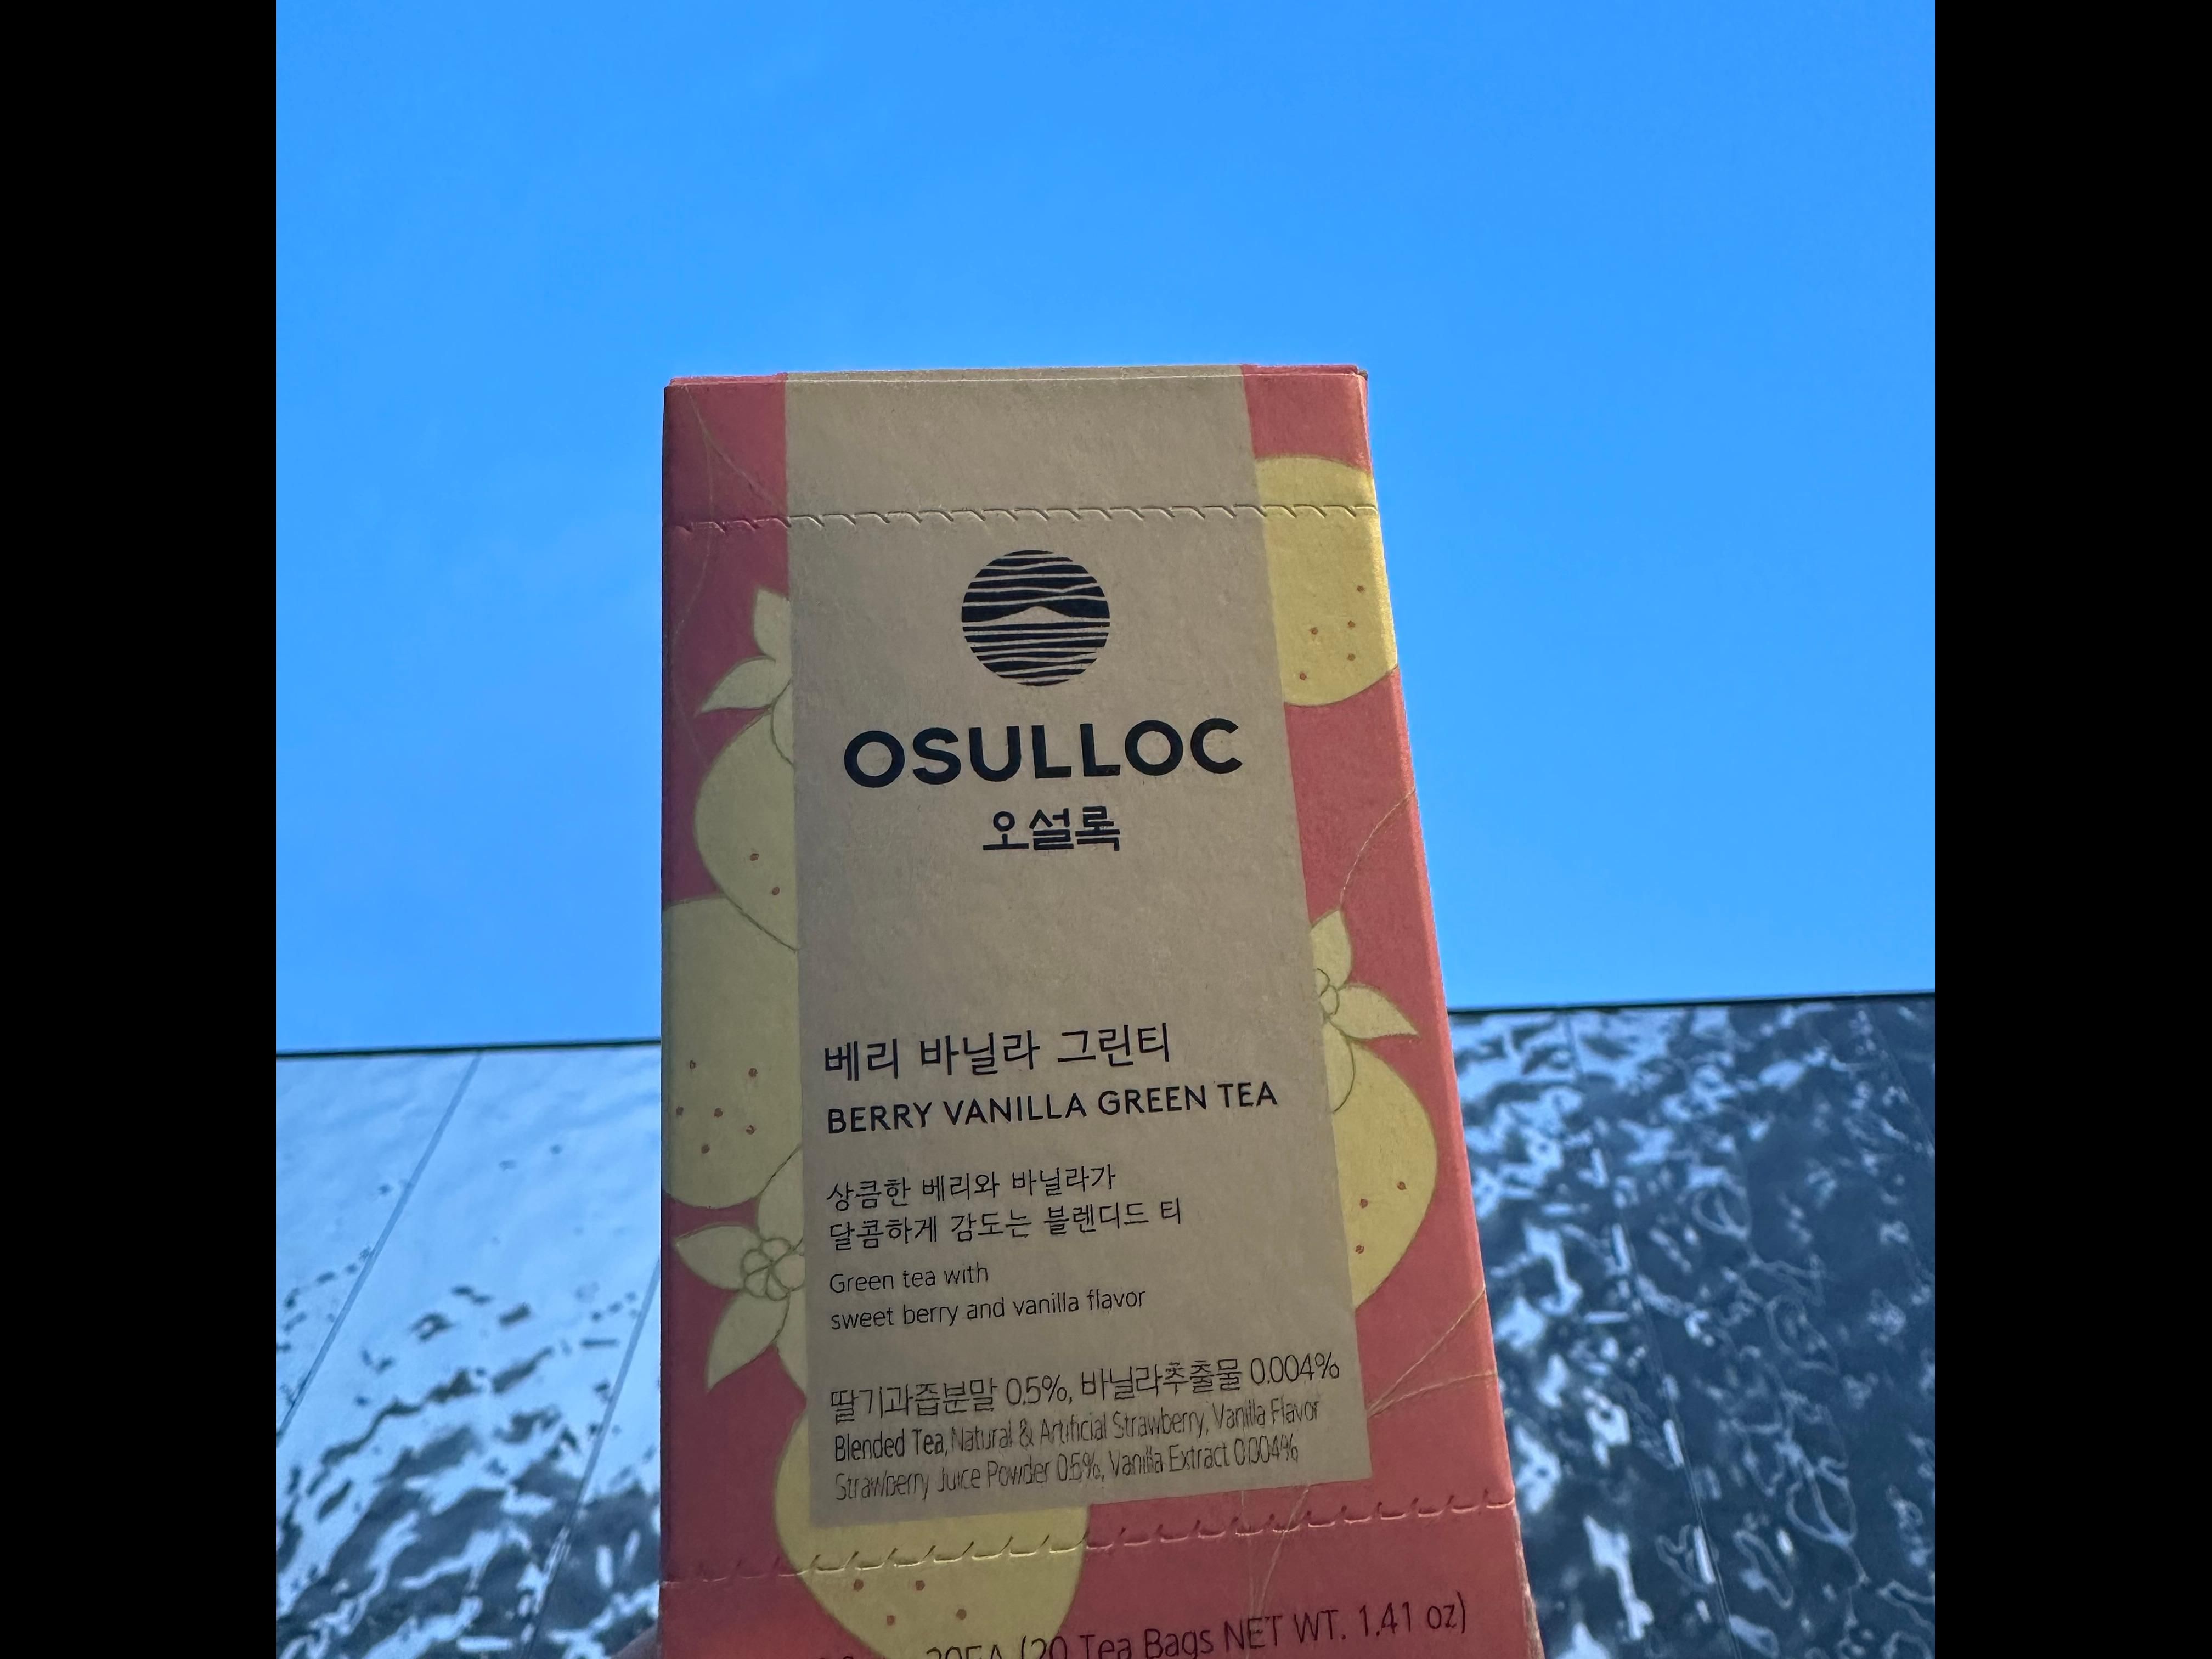 OSULLOC
오설록
베리 바닐라 그린티
BERRY VANILLA GREEN TEA
상큼한 베리와 바닐라가
달콤하게 감도는 블렌디드 티
Green tea with
sweet berry and vanilla flavor
딸기과즙분말 0.5%, 바닐라추출물 0.004%
Blended Tea, Natural & Artificial Strawberry, Vanilla Flavor
Strawberry Juice Powder 0.5%, Vanilla Extract 0.004%
20EA (20 Tea Bags NET WT. 1.41 oz)